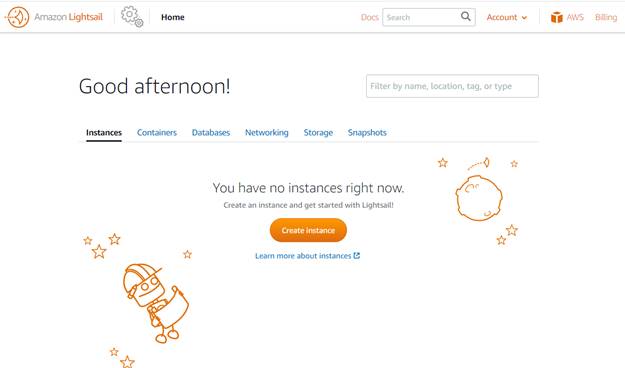 Amazon Lightsail Home Docs Search Account AWS Billing
Good afternoon!
Filter by name, location, tag, or type
Instances Containers Databases Networking Storage Snapshots
You have no instances right now.
Create an instance and get started with Lightsail!
Create instance
Learn more about instances